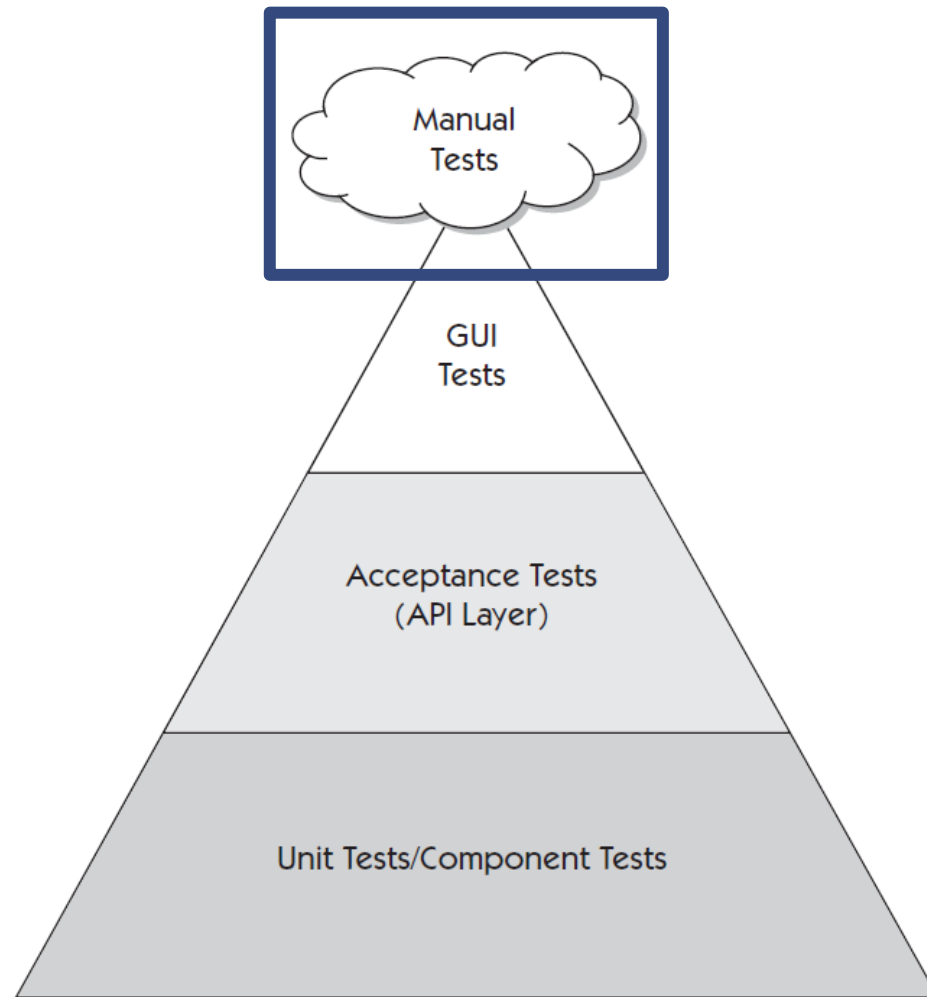 Manual
Tests
GUI
Tests
Acceptance Tests
(API Layer)
Unit Tests/Component Tests